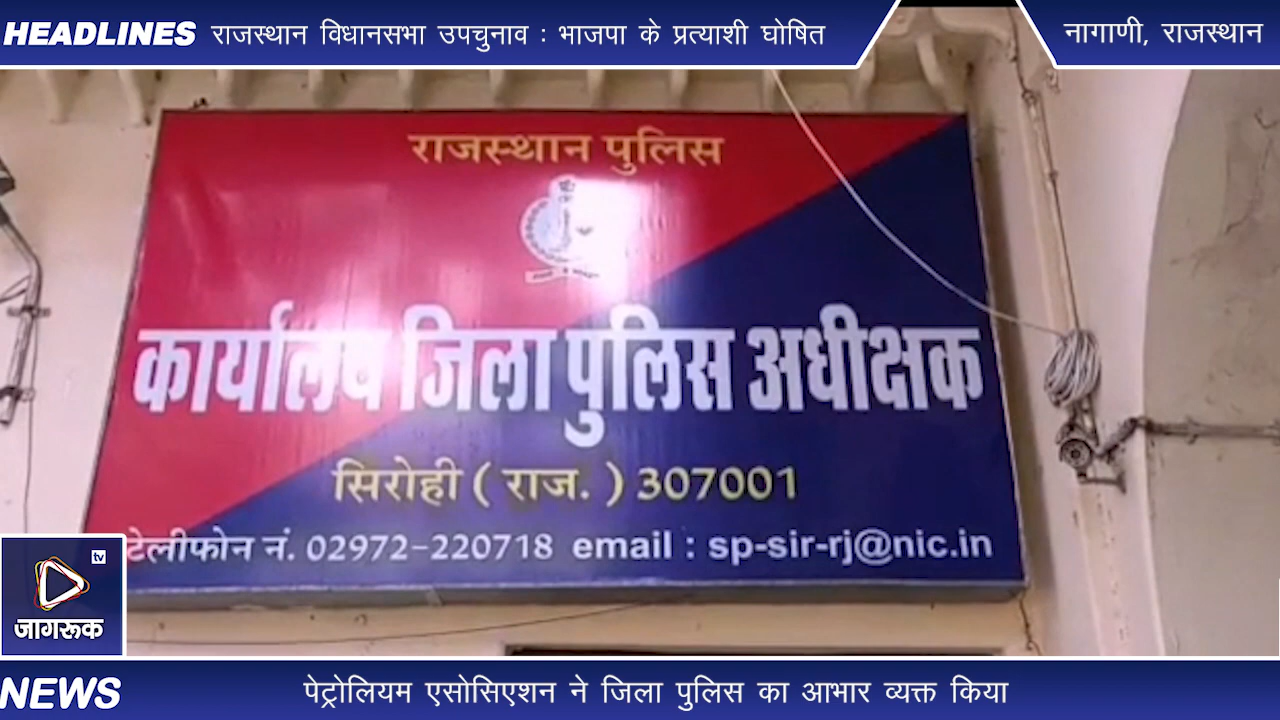 HEADLINES राजस्थान विधानसभा उपचुनाव : भाजपा के प्रत्याशी घोषित
नागाणी, राजस्थान
राजस्थान पुलिस
कार्यालय जिला पुलिस अधीक्षक
सिरोही ( राज. ) 307001
टेलीफोन नं. 02972-220718 email : sp-sir-rj@nic.in
tv
जागरूक
NEWS पेट्रोलियम एसोसिएशन ने जिला पुलिस का आभार व्यक्त किया